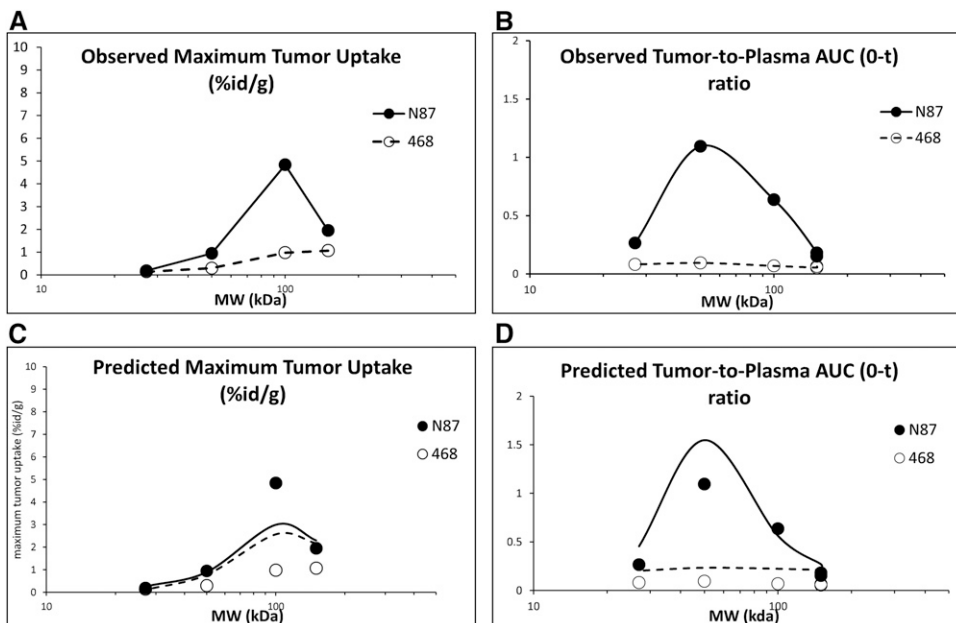 A
Observed Maximum Tumor Uptake
(%id/g)
10
9
8
7
6
5
4
3
2
1
0
N87
468
10
100
MW (kDa)
B
Observed Tumor-to-Plasma AUC (0-t)
ratio
2
1.5
1
0.5
0
N87
468
10
100
MW (kDa)
C
Predicted Maximum Tumor Uptake
(%id/g)
maximum tumor uptake (%id/g)
10
9
8
7
6
5
4
3
2
1
0
N87
468
10
100
MW (kDa)
D
Predicted Tumor-to-Plasma AUC (0-t)
ratio
2
1.5
1
0.5
0
N87
468
10
100
MW (kda)